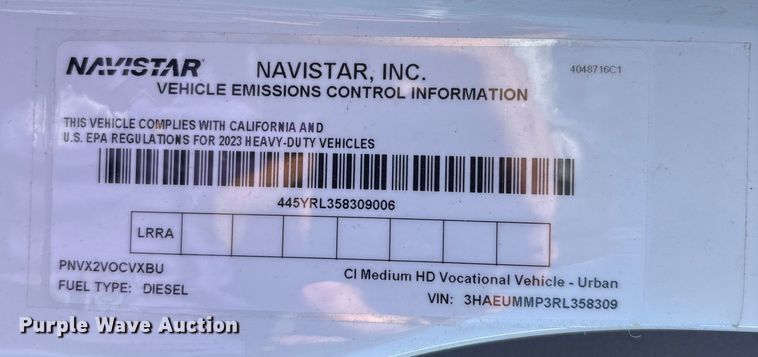 NAVISTAR
NAVISTAR, INC.
4048716C1
VEHICLE EMISSIONS CONTROL INFORMATION
THIS VEHICLE COMPLIES WITH CALIFORNIA AND
U.S. EPA REGULATIONS FOR 2023 HEAVY-DUTY VEHICLES
445YRL358309006
LRRA
PNVX2VOCVXBU
CI Medium HD Vocational Vehicle - Urban
FUEL TYPE: DIESEL
VIN: 3HAEUMMP3RL358309
Purple Wave Auction